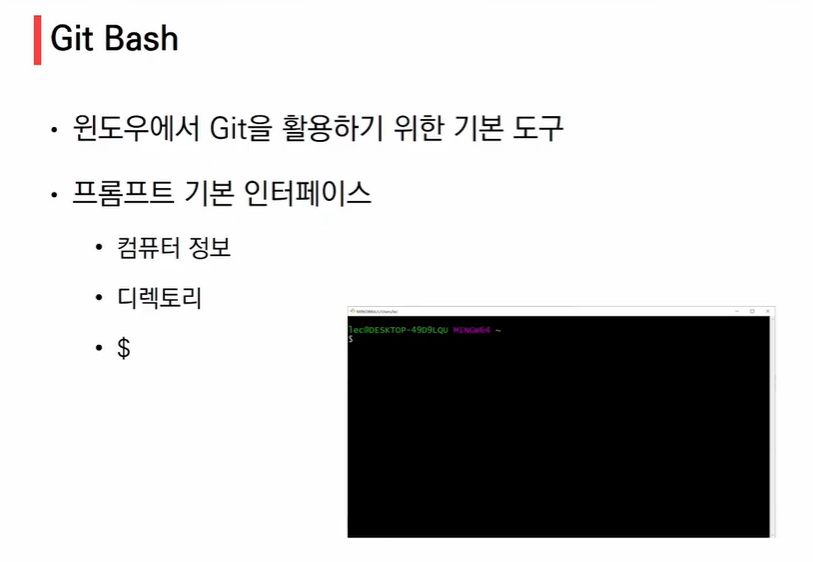 Git Bash
• 윈도우에서 Git을 활용하기 위한 기본 도구
• 프롬프트 기본 인터페이스
• 컴퓨터 정보
• 디렉토리
• $
lec@DESKTOP-49D9LQU MINGW64 ~
$